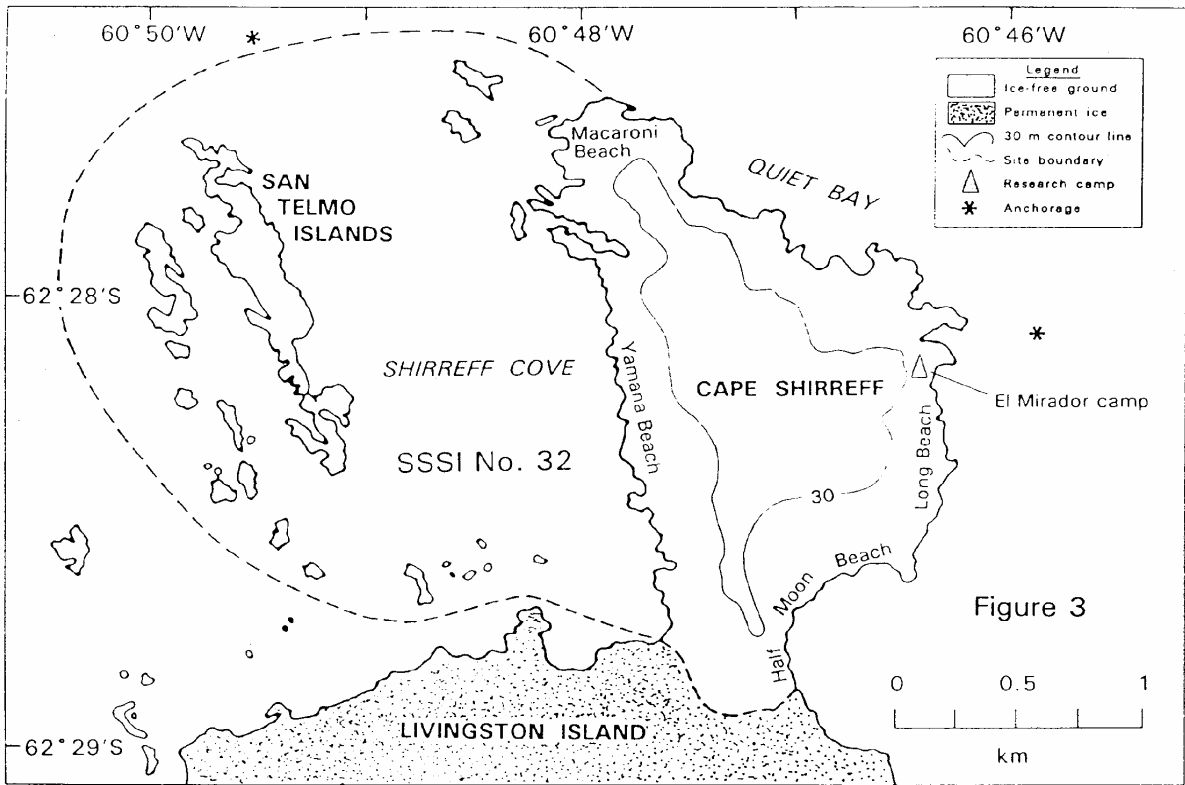 60°50'W
60°48'W
60°46'W
Legend
Ice-free ground
Permanent ice
30 m contour line
Site boundary
Research camp
Anchorage
Macaroni
Beach
QUIET BAY
SAN
TELMO
ISLANDS
62°28'S
SHIRREFF COVE
Yamana Beach
CAPE SHIRREFF
El Mirador camp
Long Beach
SSSI No. 32
30
Half Moon Beach
Figure 3
0 0.5 1
km
LIVINGSTON ISLAND
62°29'S